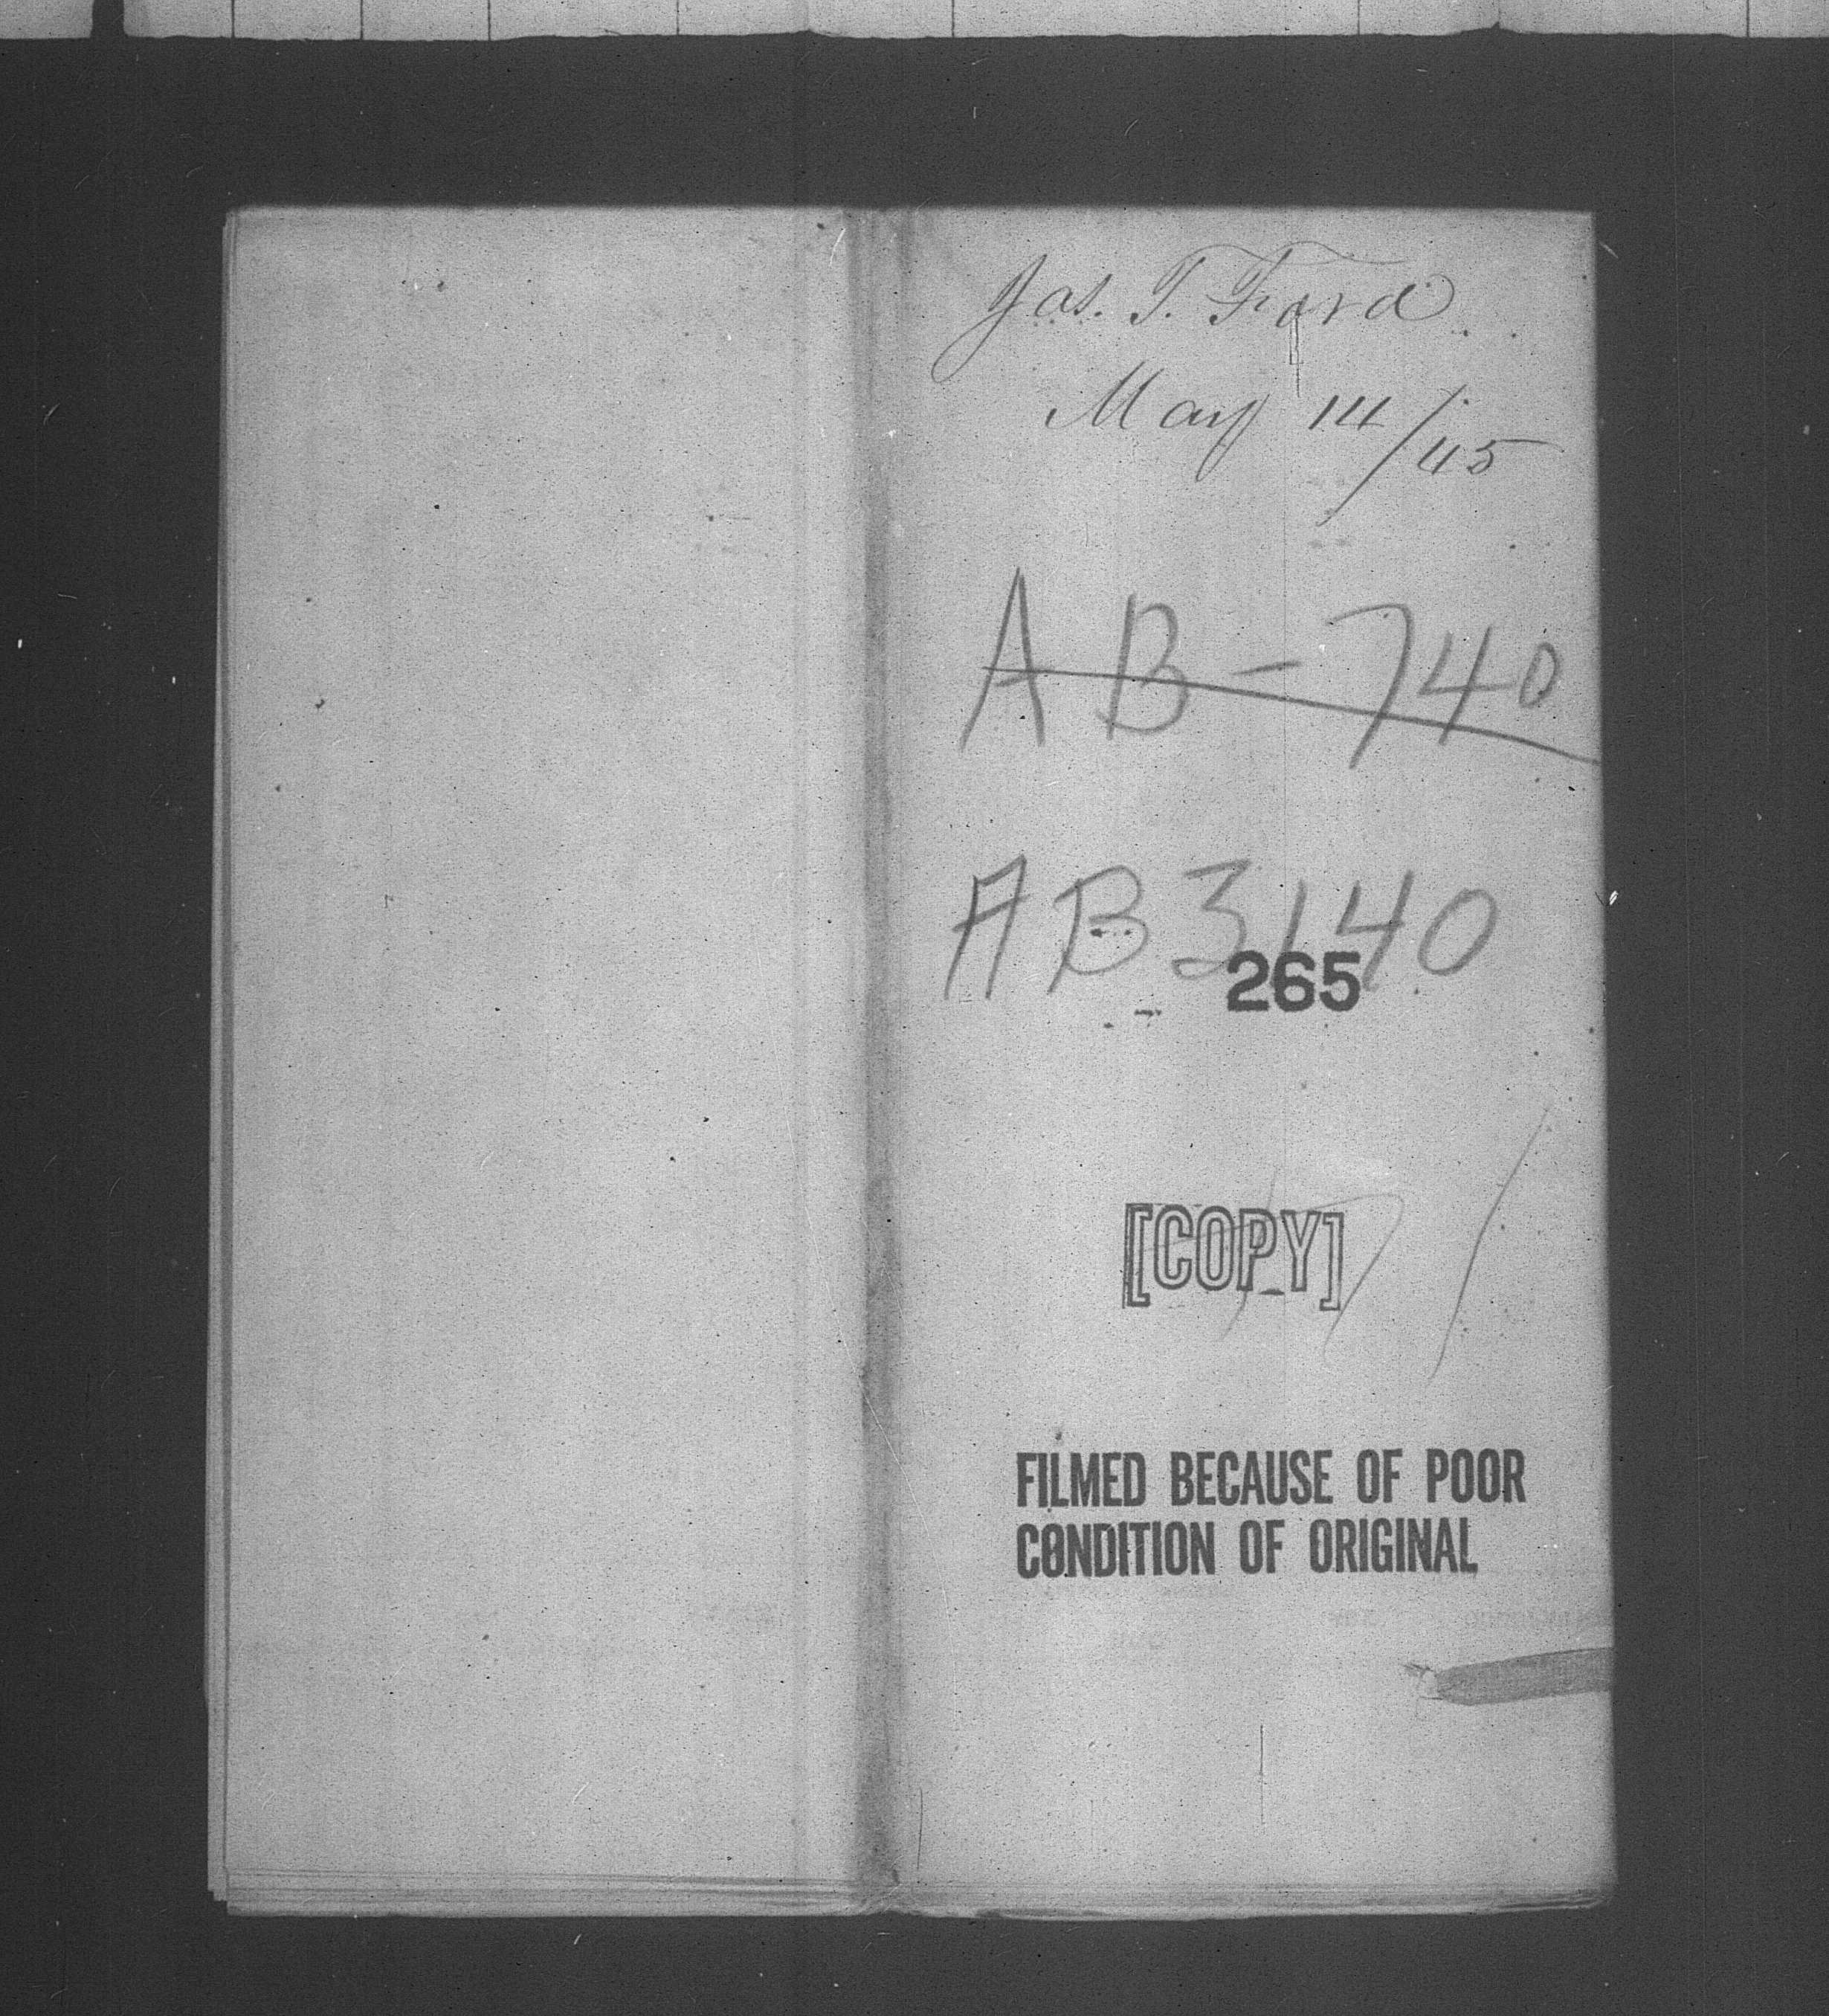 Jas. T. Ford
May 14/45
AB-740
AB3140
265
[COPY]
FILMED BECAUSE OF POOR
CONDITION OF ORIGINAL